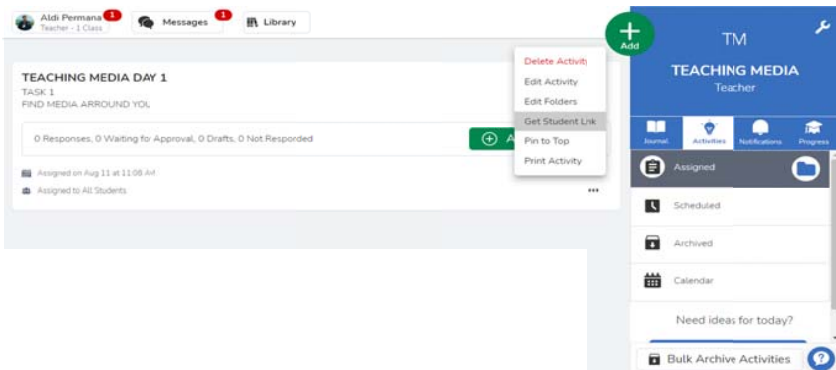 Aldi Permana 1
Teacher - 1 Class
Messages 1
Library
Add
TEACHING MEDIA DAY 1
TASK 1
FIND MEDIA ARROUND YOU
0 Responses, 0 Waiting for Approval, 0 Drafts, 0 Not Responded
A
Assigned on Aug 11 at 11:08 AM
Assigned to All Students
Delete Activity
Edit Activity
Edit Folders
Get Student Link
Pin to Top
Print Activity
TM
TEACHING MEDIA
Teacher
Journal
Activities
Notifications
Progress
Assigned
Scheduled
Archived
Calendar
Need ideas for today?
Bulk Archive Activities